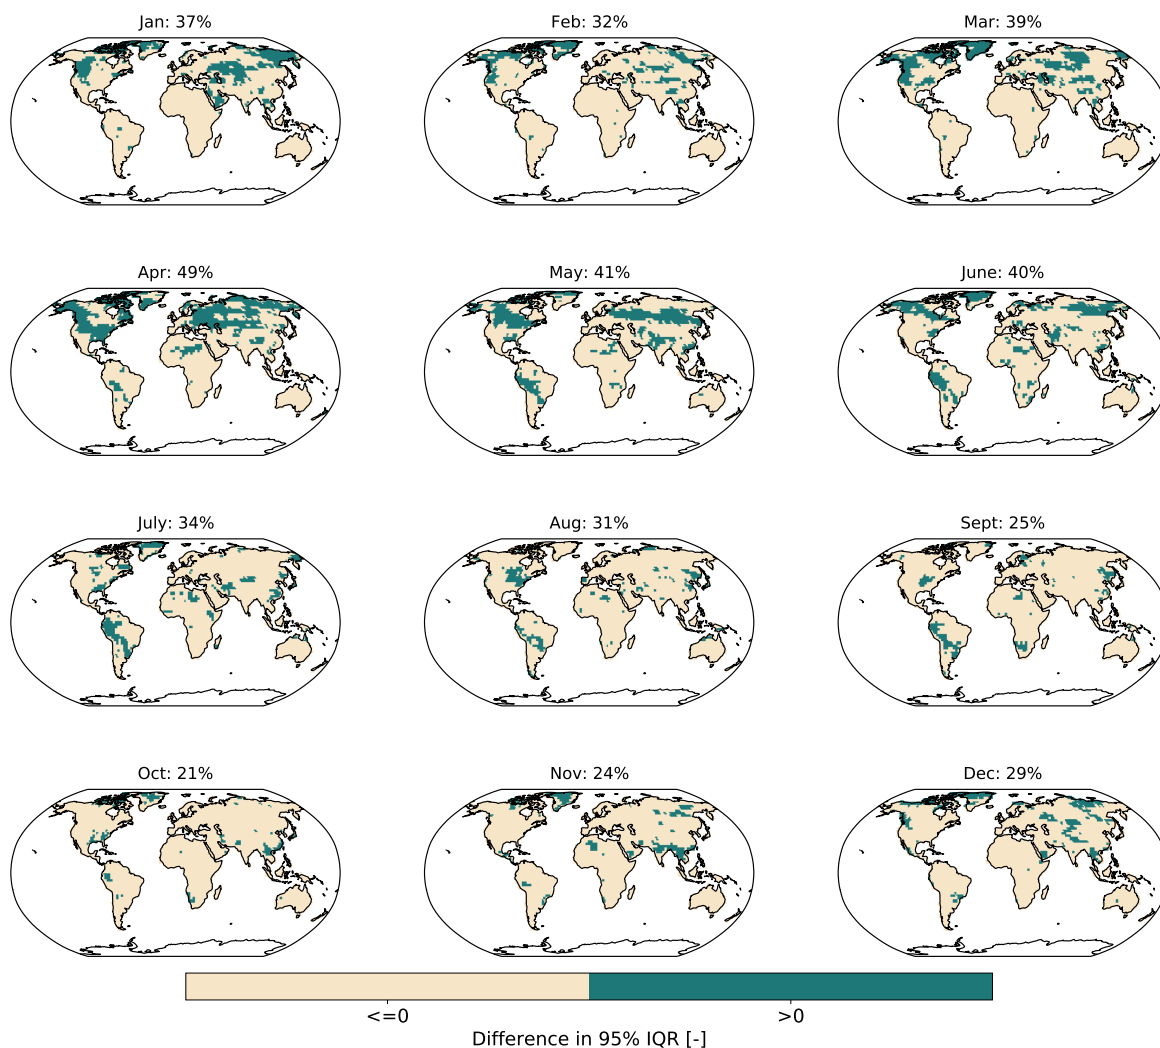 Jan: 37%
Feb: 32%
Mar: 39%
Apr: 49%
May: 41%
June: 40%
July: 34%
Aug: 31%
Sept: 25%
Oct: 21%
Nov: 24%
Dec: 29%
<=0
>0
Difference in 95% IQR [-]